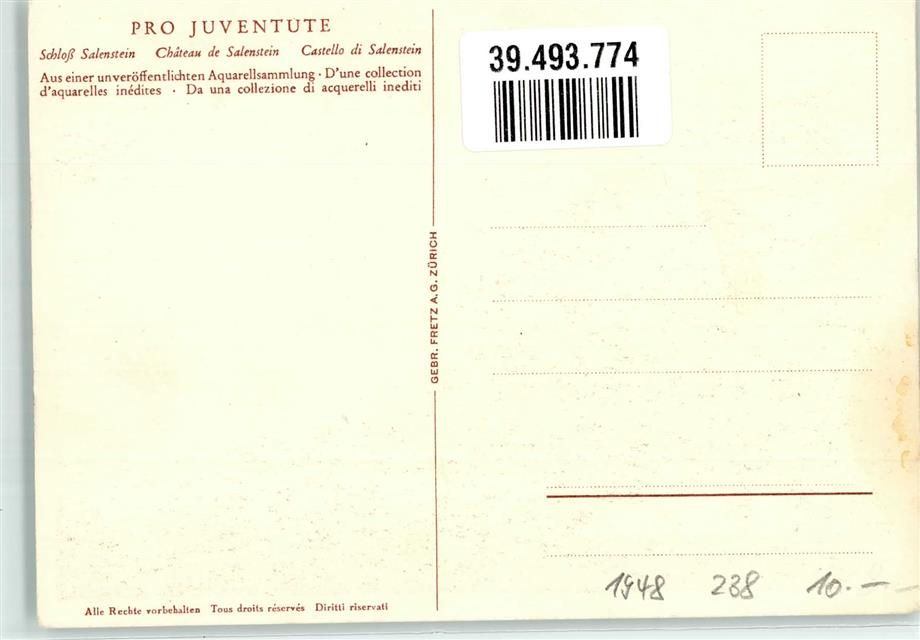 PRO JUVENTUTE
Schloß Salenstein Château de Salenstein Castello di Salenstein
Aus einer unveröffentlichten Aquarellsammlung · D'une collection
d'aquarelles inédites · Da una collezione di acquerelli inediti
39.493.774
GEBR. FRETZ A.G. ZÜRICH
1948 238 10.—
Alle Rechte vorbehalten Tous droits réservés Diritti riservati